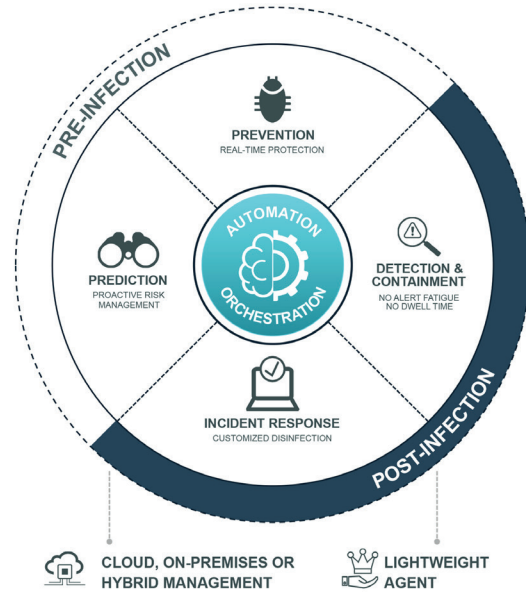 PRE-INFECTION
PREVENTION
REAL-TIME PROTECTION
AUTOMATION
ORCHESTRATION
PREDICTION
PROACTIVE RISK
MANAGEMENT
DETECTION &
CONTAINMENT
NO ALERT FATIGUE
NO DWELL TIME
INCIDENT RESPONSE
CUSTOMIZED DISINFECTION
POST-INFECTION
CLOUD, ON-PREMISES OR
HYBRID MANAGEMENT
LIGHTWEIGHT
AGENT